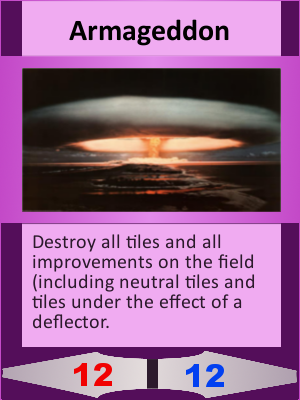 Armageddon
Destroy all tiles and all
improvements on the field
(including neutral tiles and
tiles under the effect of a
deflector.
12 12